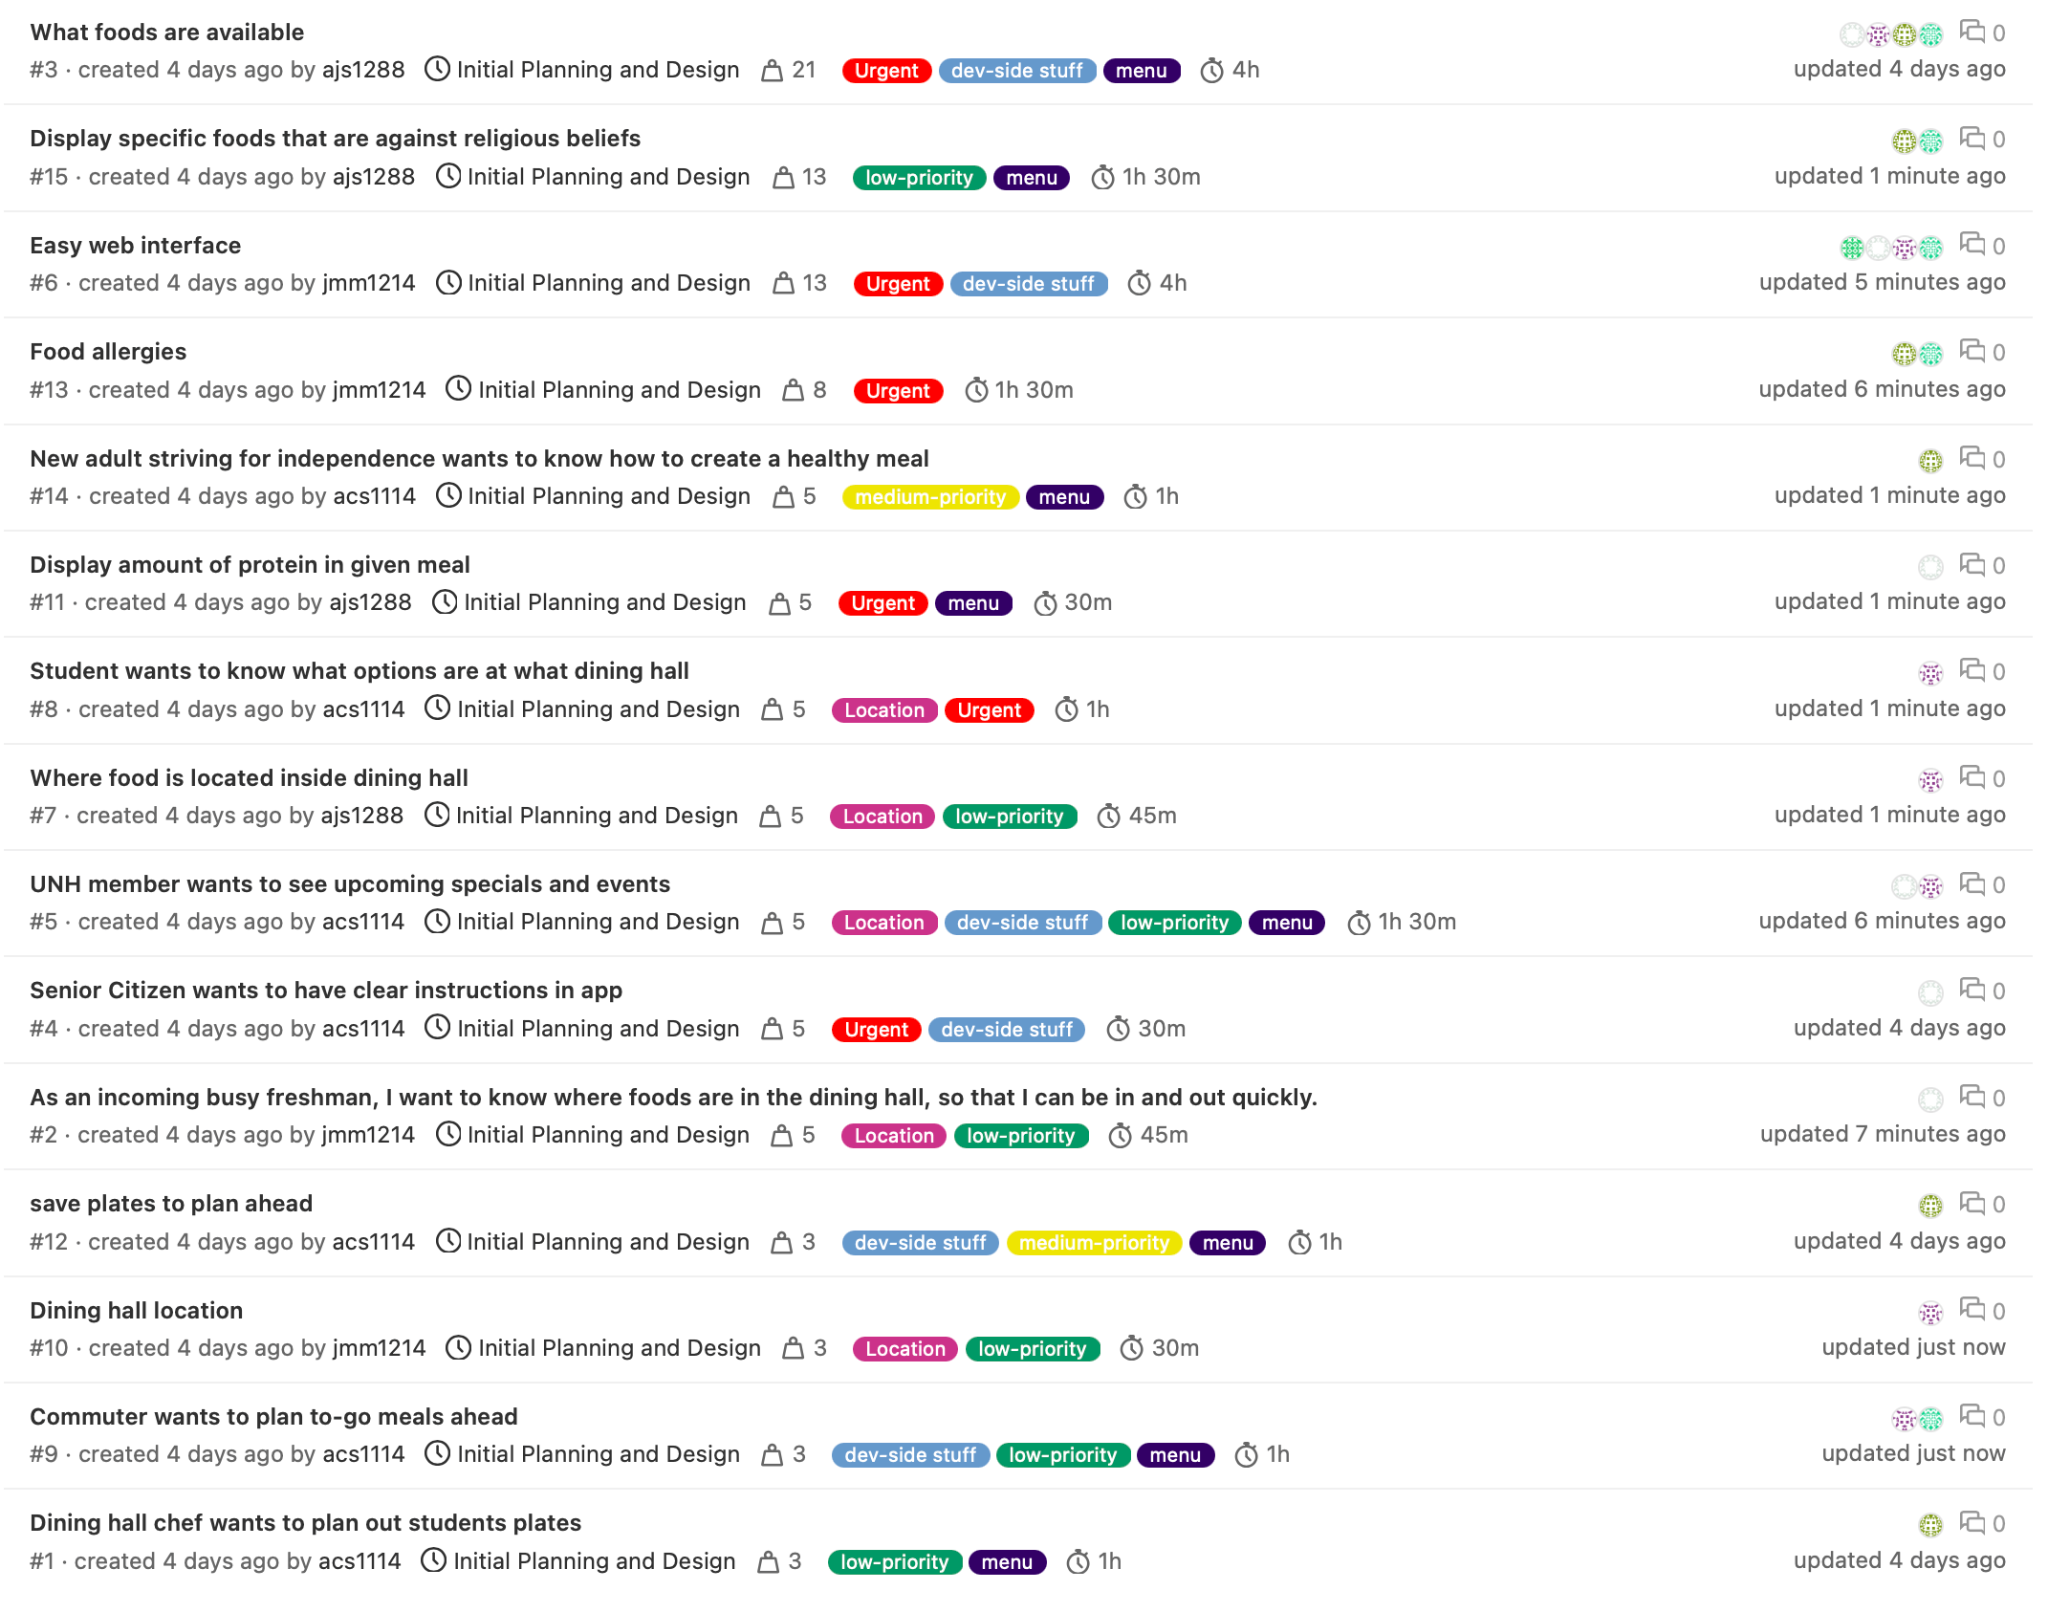 What foods are available 0
#3 · created 4 days ago by ajs1288 Initial Planning and Design 21 Urgent dev-side stuff menu 4h updated 4 days ago
Display specific foods that are against religious beliefs 0
#15 · created 4 days ago by ajs1288 Initial Planning and Design 13 low-priority menu 1h 30m updated 1 minute ago
Easy web interface 0
#6 · created 4 days ago by jmm1214 Initial Planning and Design 13 Urgent dev-side stuff 4h updated 5 minutes ago
Food allergies 0
#13 · created 4 days ago by jmm1214 Initial Planning and Design 8 Urgent 1h 30m updated 6 minutes ago
New adult striving for independence wants to know how to create a healthy meal 0
#14 · created 4 days ago by acs1114 Initial Planning and Design 5 medium-priority menu 1h updated 1 minute ago
Display amount of protein in given meal 0
#11 · created 4 days ago by ajs1288 Initial Planning and Design 5 Urgent menu 30m updated 1 minute ago
Student wants to know what options are at what dining hall 0
#8 · created 4 days ago by acs1114 Initial Planning and Design 5 Location Urgent 1h updated 1 minute ago
Where food is located inside dining hall 0
#7 · created 4 days ago by ajs1288 Initial Planning and Design 5 Location low-priority 45m updated 1 minute ago
UNH member wants to see upcoming specials and events 0
#5 · created 4 days ago by acs1114 Initial Planning and Design 5 Location dev-side stuff low-priority menu 1h 30m updated 6 minutes ago
Senior Citizen wants to have clear instructions in app 0
#4 · created 4 days ago by acs1114 Initial Planning and Design 5 Urgent dev-side stuff 30m updated 4 days ago
As an incoming busy freshman, I want to know where foods are in the dining hall, so that I can be in and out quickly. 0
#2 · created 4 days ago by jmm1214 Initial Planning and Design 5 Location low-priority 45m updated 7 minutes ago
save plates to plan ahead 0
#12 · created 4 days ago by acs1114 Initial Planning and Design 3 dev-side stuff medium-priority menu 1h updated 4 days ago
Dining hall location 0
#10 · created 4 days ago by jmm1214 Initial Planning and Design 3 Location low-priority 30m updated just now
Commuter wants to plan to-go meals ahead 0
#9 · created 4 days ago by acs1114 Initial Planning and Design 3 dev-side stuff low-priority menu 1h updated just now
Dining hall chef wants to plan out students plates 0
#1 · created 4 days ago by acs1114 Initial Planning and Design 3 low-priority menu 1h updated 4 days ago